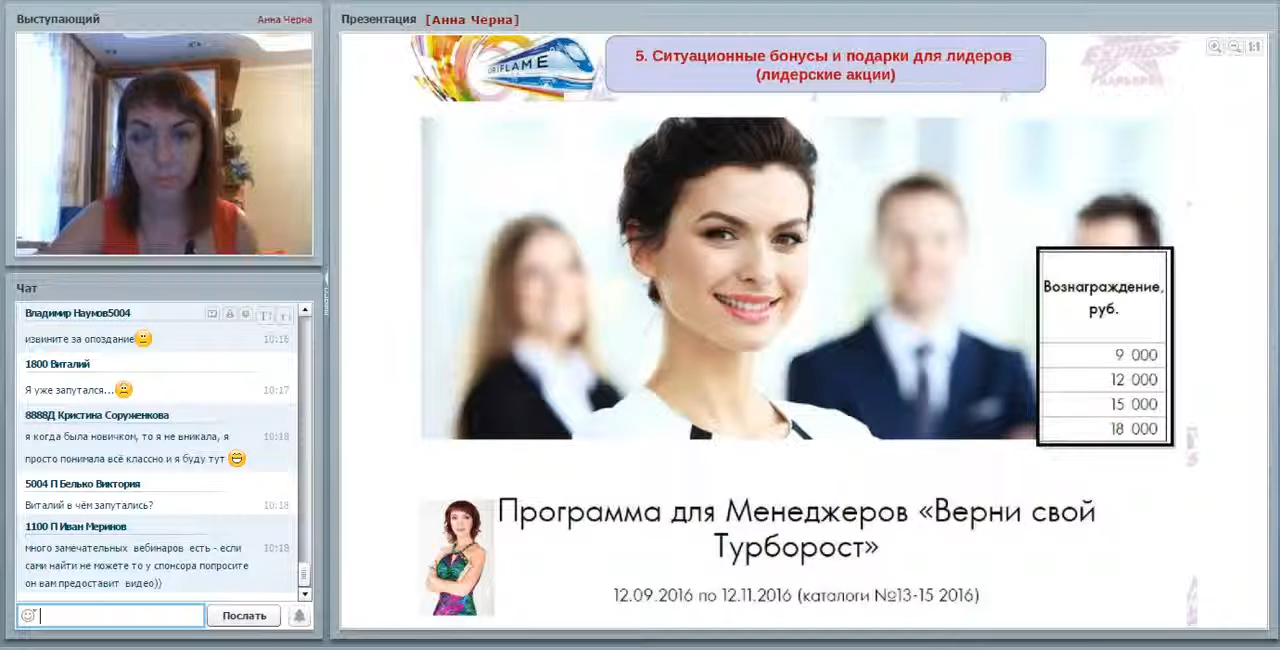 Выступающий
Анна Черна
Чат
Владимир Наумов5004
извините за опоздание
10:16
1800 Виталий
Я уже запутался...
10:17
8888Д Кристина Соруженкова
я когда была новичком, то я не вникала, я
10:18
просто понимала всё классно и я буду тут
5004 П Белько Виктория
Виталий в чём запутались?
10:18
1100 П Иван Меринов
много замечательных вебинаров есть - если
10:18
сами найти не можете то у спонсора попросите
он вам предоставит видео))
Послать
Презентация [Анна Черна]
ORIFLAME
5. Ситуационные бонусы и подарки для лидеров
(лидерские акции)
EXPRESS
1:1
Вознаграждение,
руб.
9 000
12 000
15 000
18 000
Программа для Менеджеров «Верни свой
Турборост»
12.09.2016 по 12.11.2016 (каталоги №13-15 2016)